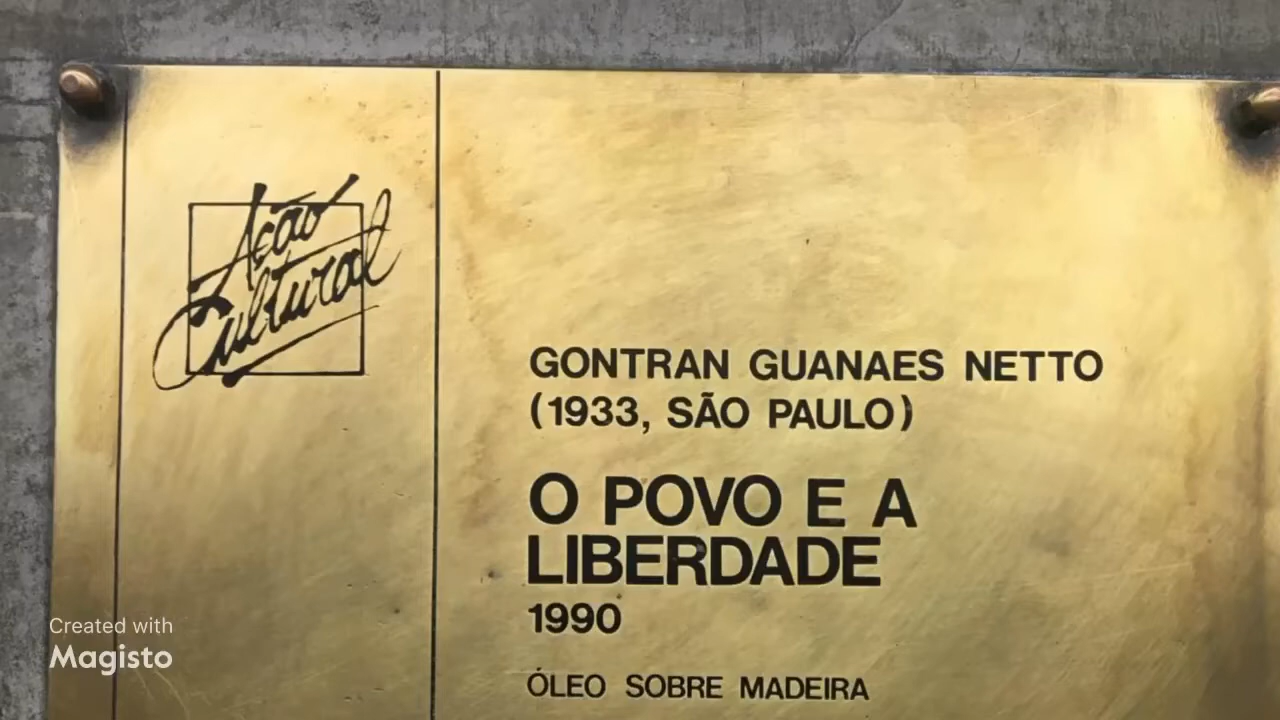 Ação
Cultural
GONTRAN GUANAES NETTO
(1933, SÃO PAULO)
O POVO E A
LIBERDADE
1990
ÓLEO SOBRE MADEIRA
Created with
Magisto